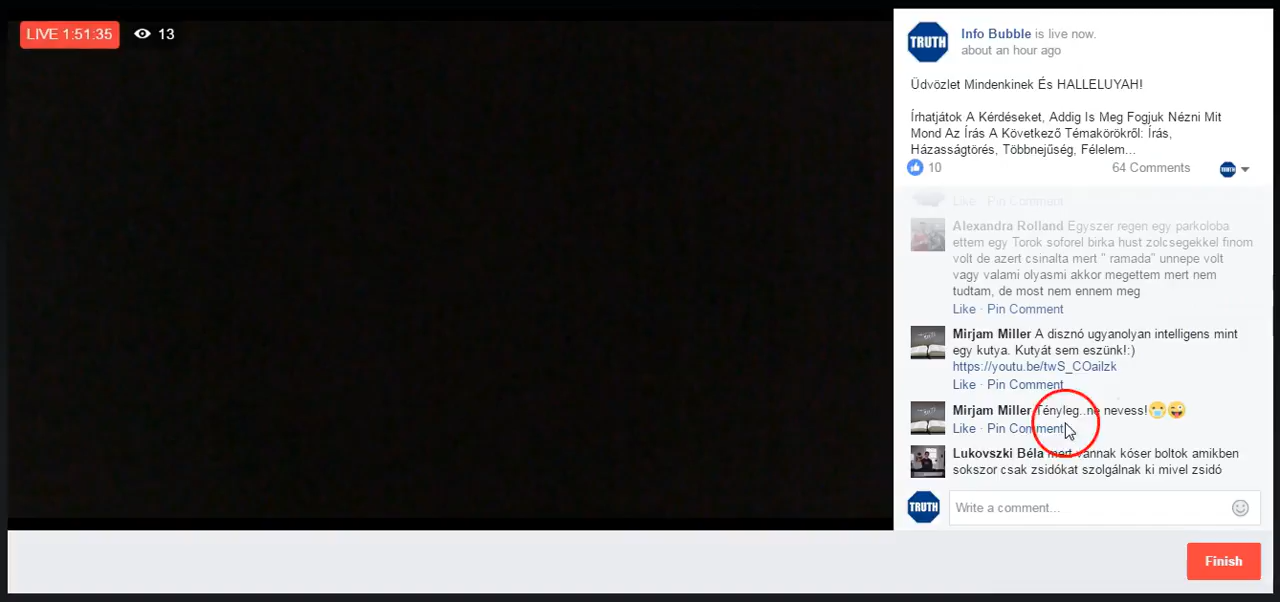 LIVE 1:51:35 13
TRUTH
Info Bubble is live now.
about an hour ago
Üdvözlet Mindenkinek És HALLELUYAH!
Írhatjátok A Kérdéseket, Addig Is Meg Fogjuk Nézni Mit
Mond Az Írás A Következő Témakörökről: Írás,
Házasságtörés, Többnejűség, Félelem...
10
64 Comments
TRUTH
Like · Pin Comment
Alexandra Rolland Egyszer regen egy parkoloba
ettem egy Torok soforel birka hust zolcsegekkel finom
volt de azert csinalta mert " ramada" unnepe volt
vagy valami olyasmi akkor megettem mert nem
tudtam, de most nem ennem meg
Like · Pin Comment
Mirjam Miller A disznó ugyanolyan intelligens mint
egy kutya. Kutyát sem eszünk!:)
https://youtu.be/twS_COailzk
Like · Pin Comment
Mirjam Miller Tényleg..ne nevess!😷😜
Like · Pin Comment
Lukovszki Béla mert vannak kóser boltok amikben
sokszor csak zsidókat szolgálnak ki mivel zsidó
TRUTH
Write a comment...
Finish